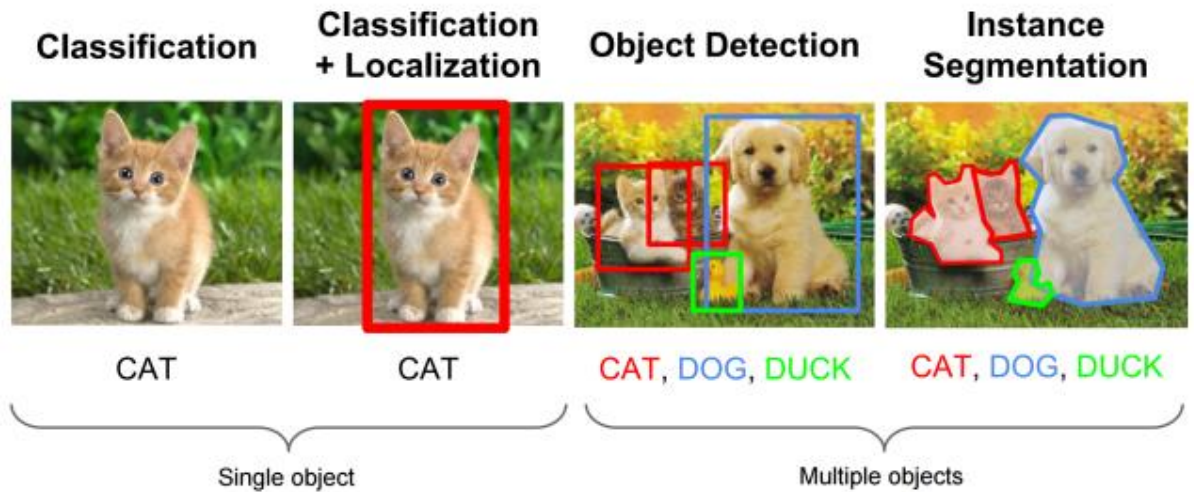 Classification
Classification
+ Localization
Object Detection
Instance
Segmentation
CAT
CAT
CAT, DOG, DUCK
CAT, DOG, DUCK
Single object
Multiple objects